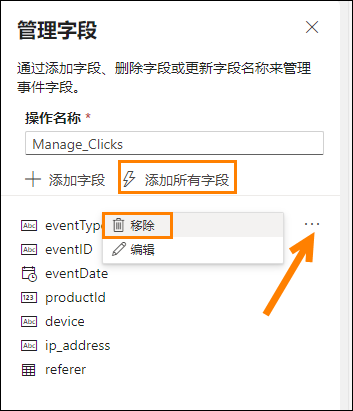 管理字段
通过添加字段、删除字段或更新字段名称来管理
事件字段。
操作名称 *
Manage_Clicks
添加字段 添加所有字段
Abc eventType 移除 ...
Abc eventID 编辑
eventDate
123 productId
Abc device
Abc ip_address
referer